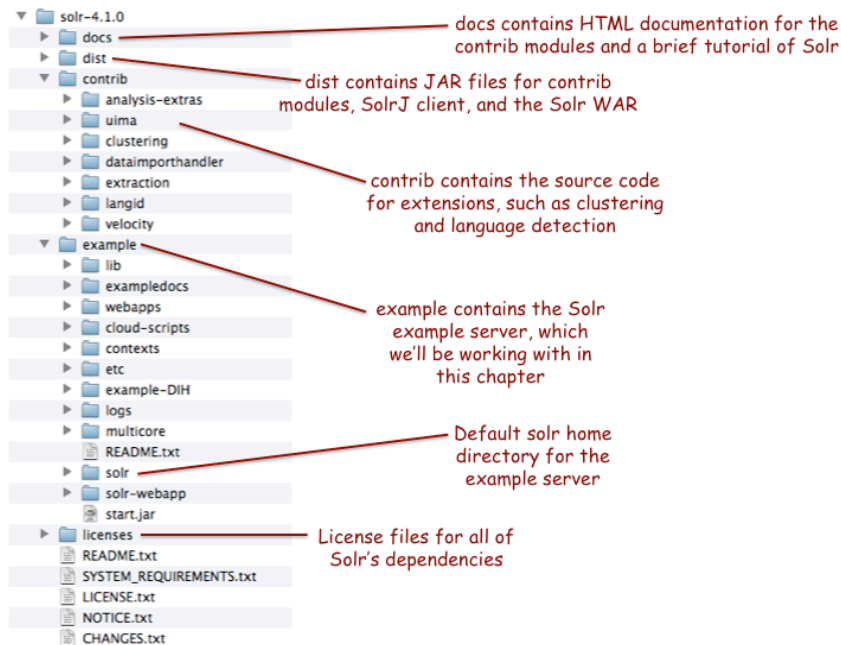 solr-4.1.0
docs
dist
contrib
analysis-extras
uima
clustering
dataimporthandler
extraction
langid
velocity
example
lib
exampledocs
webapps
cloud-scripts
contexts
etc
example-DIH
logs
multicore
README.txt
solr
solr-webapp
start.jar
licenses
README.txt
SYSTEM_REQUIREMENTS.txt
LICENSE.txt
NOTICE.txt
CHANGES.txt
docs contains HTML documentation for the
contrib modules and a brief tutorial of Solr
dist contains JAR files for contrib
modules, SolrJ client, and the Solr WAR
contrib contains the source code
for extensions, such as clustering
and language detection
example contains the Solr
example server, which
we'll be working with in
this chapter
Default solr home
directory for the
example server
License files for all of
Solr's dependencies